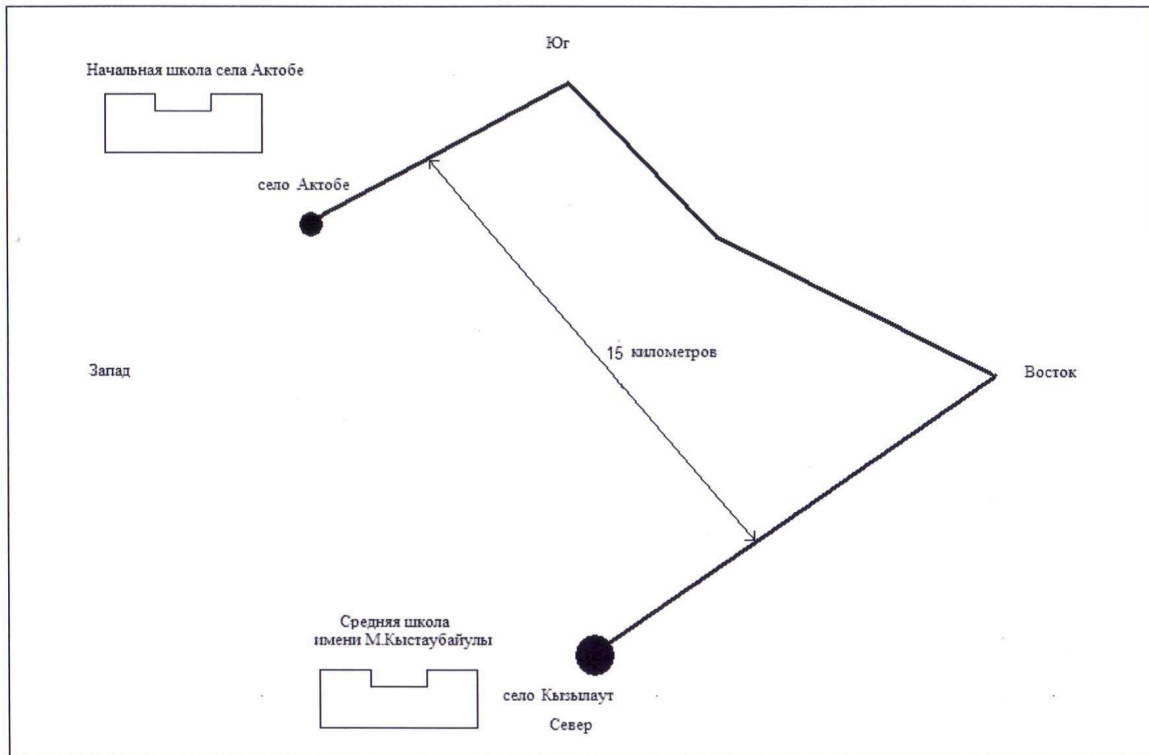 Юг
Начальная школа села Актобе
село Актобе
15 километров
Запад
Восток
Средняя школа
имени М.Кыстаубайулы
село Кызылаут
Север